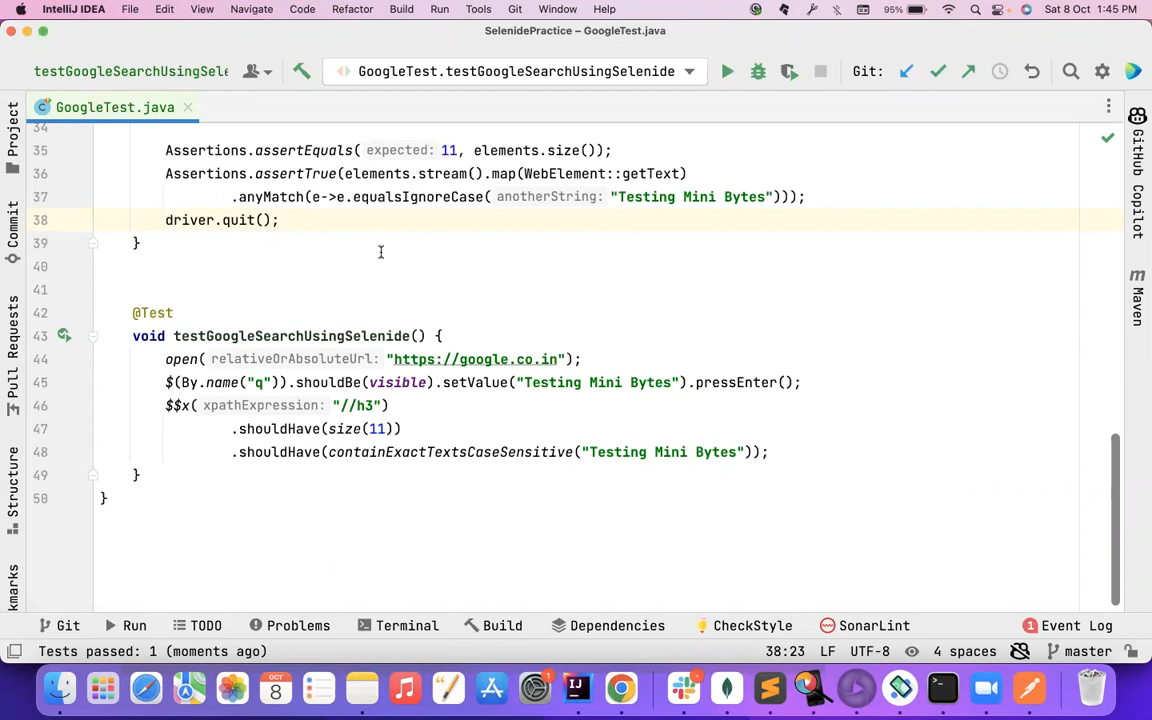 IntelliJ IDEA File Edit View Navigate Code Refactor Build Run Tools Git Window Help 95% Sat 8 Oct 1:45 PM
SelenidePractice – GoogleTest.java
testGoogleSearchUsingSele GoogleTest.testGoogleSearchUsingSelenide Git:
GoogleTest.java
34
35 Assertions.assertEquals( expected: 11, elements.size());
36 Assertions.assertTrue(elements.stream().map(WebElement::getText)
37 .anyMatch(e->e.equalsIgnoreCase( anotherString: "Testing Mini Bytes")));
38 driver.quit();
39 }
40
41
42 @Test
43 void testGoogleSearchUsingSelenide() {
44 open( relativeOrAbsoluteUrl: "https://google.co.in");
45 $(By.name("q")).shouldBe(visible).setValue("Testing Mini Bytes").pressEnter();
46 $$x( xpathExpression: "//h3")
47 .shouldHave(size(11))
48 .shouldHave(containExactTextsCaseSensitive("Testing Mini Bytes"));
49 }
50 }
Project
Commit
Pull Requests
Structure
kmarks
GitHub Copilot
m
Maven
Git Run TODO Problems Terminal Build Dependencies CheckStyle SonarLint 1 Event Log
Tests passed: 1 (moments ago) 38:23 LF UTF-8 4 spaces master
OCT
8
1